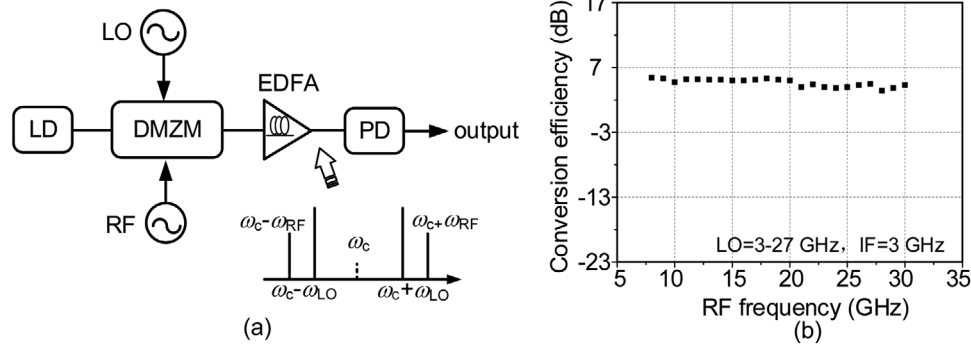 LO
EDFA
LD
DMZM
PD
output
RF
ωc-ωRF
ωc
ωc+ωRF
ωc-ωLO
ωc+ωLO
(a)
Conversion efficiency (dB)
17
7
-3
-13
-23
LO=3-27 GHz, IF=3 GHz
5 10 15 20 25 30 35
RF frequency (GHz)
(b)